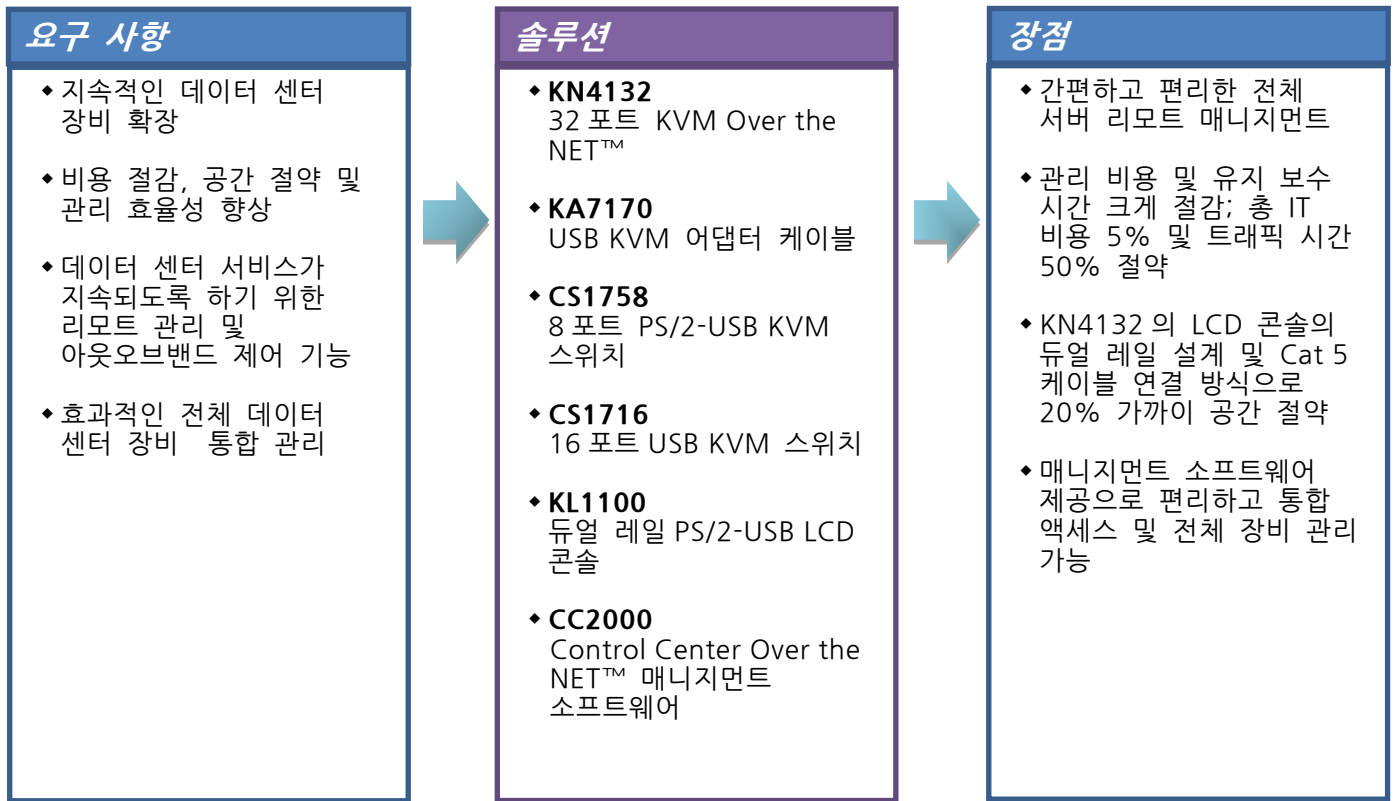 요구 사항
◆ 지속적인 데이터 센터
장비 확장
◆ 비용 절감, 공간 절약 및
관리 효율성 향상
◆ 데이터 센터 서비스가
지속되도록 하기 위한
리모트 관리 및
아웃오브밴드 제어 기능
◆ 효과적인 전체 데이터
센터 장비 통합 관리
솔루션
◆ KN4132
32 포트 KVM Over the
NET™
◆ KA7170
USB KVM 어댑터 케이블
◆ CS1758
8 포트 PS/2-USB KVM
스위치
◆ CS1716
16 포트 USB KVM 스위치
◆ KL1100
듀얼 레일 PS/2-USB LCD
콘솔
◆ CC2000
Control Center Over the
NET™ 매니지먼트
소프트웨어
장점
◆ 간편하고 편리한 전체
서버 리모트 매니지먼트
◆ 관리 비용 및 유지 보수
시간 크게 절감; 총 IT
비용 5% 및 트래픽 시간
50% 절약
◆ KN4132 의 LCD 콘솔의
듀얼 레일 설계 및 Cat 5
케이블 연결 방식으로
20% 가까이 공간 절약
◆ 매니지먼트 소프트웨어
제공으로 편리하고 통합
액세스 및 전체 장비 관리
가능